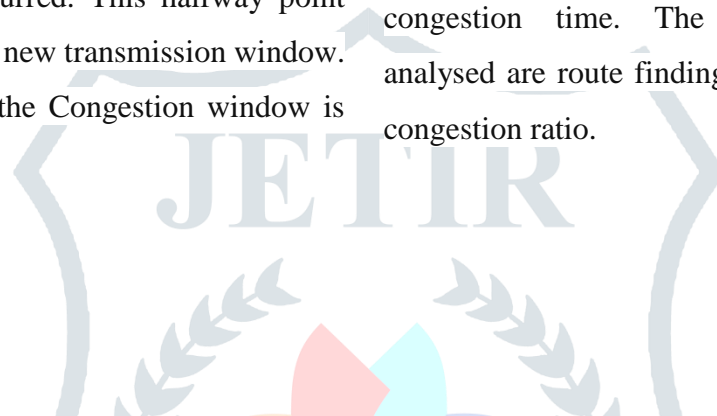 urred. This halfway point
new transmission window.
the Congestion window is
congestion time. The
analysed are route finding
congestion ratio.
JETIR